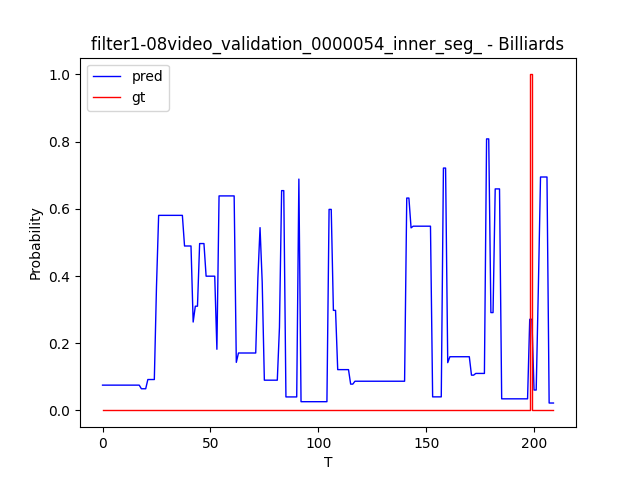 filter1-08video_validation_0000054_inner_seg_ - Billiards
pred
gt
1.0
0.8
0.6
0.4
0.2
0.0
Probability
0
50
100
150
200
T